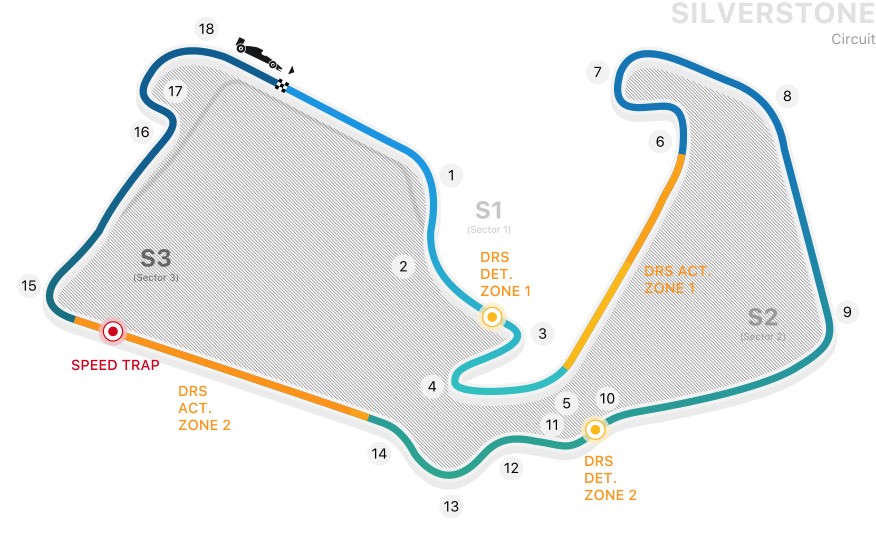 SILVERSTONE
Circuit
18
7
17
8
16
6
1
S1
(Sector 1)
S3
(Sector 3)
2
DRS
DET.
ZONE 1
DRS ACT.
ZONE 1
15
S2
(Sector 2)
9
3
SPEED TRAP
4
DRS
ACT.
ZONE 2
5
10
11
14
12
DRS
DET.
ZONE 2
13